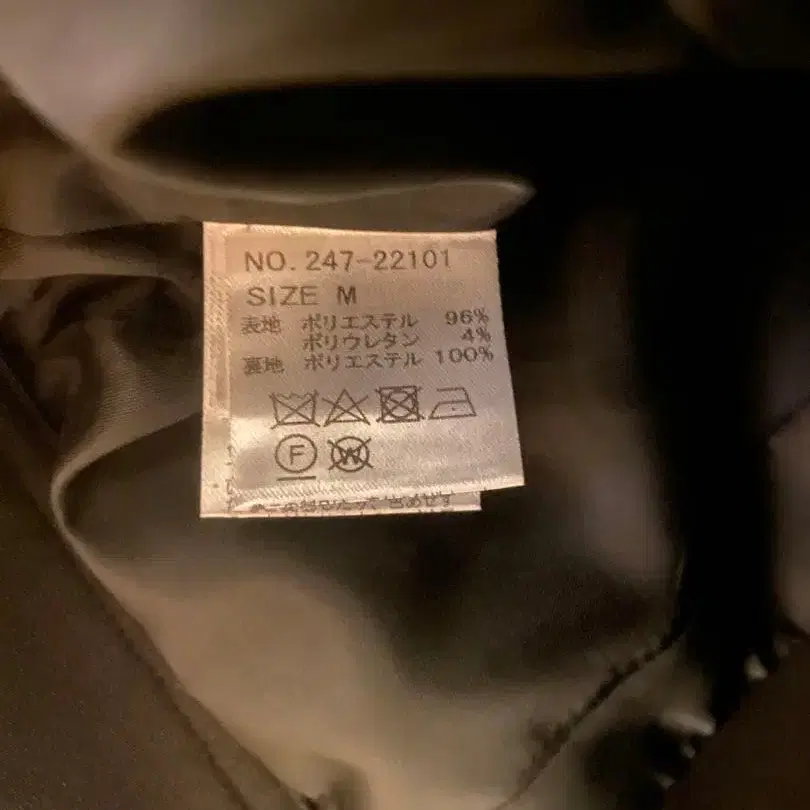 NO. 247-22101
SIZE M
表地 ポリエステル 96%
ポリウレタン 4%
裏地 ポリエステル 100%
F
W